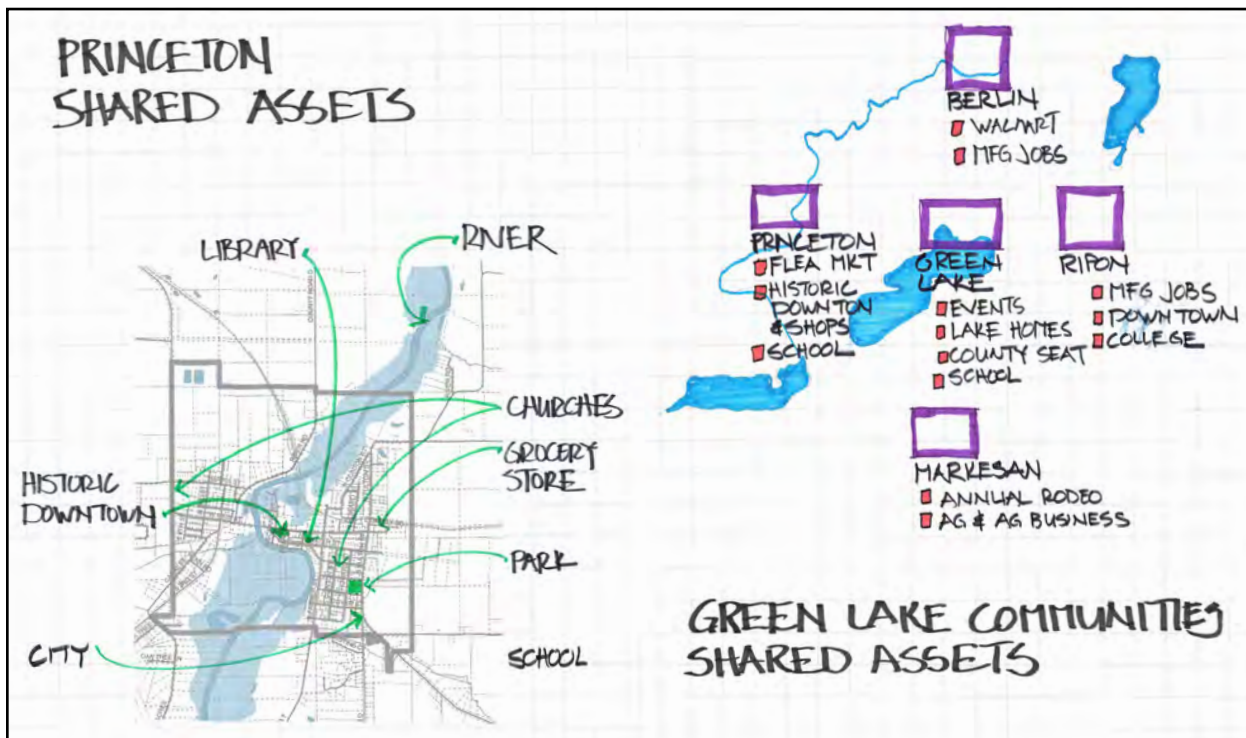 PRINCETON
SHARED ASSETS
LIBRARY
RIVER
CHURCHES
GROCERY
STORE
HISTORIC
DOWNTOWN
PARK
CITY
SCHOOL
BERLIN
WALMART
MFG JOBS
PRINCETON
FLEA MKT
HISTORIC
DOWNTON
& SHOPS
SCHOOL
GREEN
LAKE
EVENTS
LAKE HOMES
COUNTY SEAT
SCHOOL
RIPON
MFG JOBS
DOWNTOWN
COLLEGE
MARKESAN
ANNUAL RODEO
AG & AG BUSINESS
GREEN LAKE COMMUNITIES
SHARED ASSETS